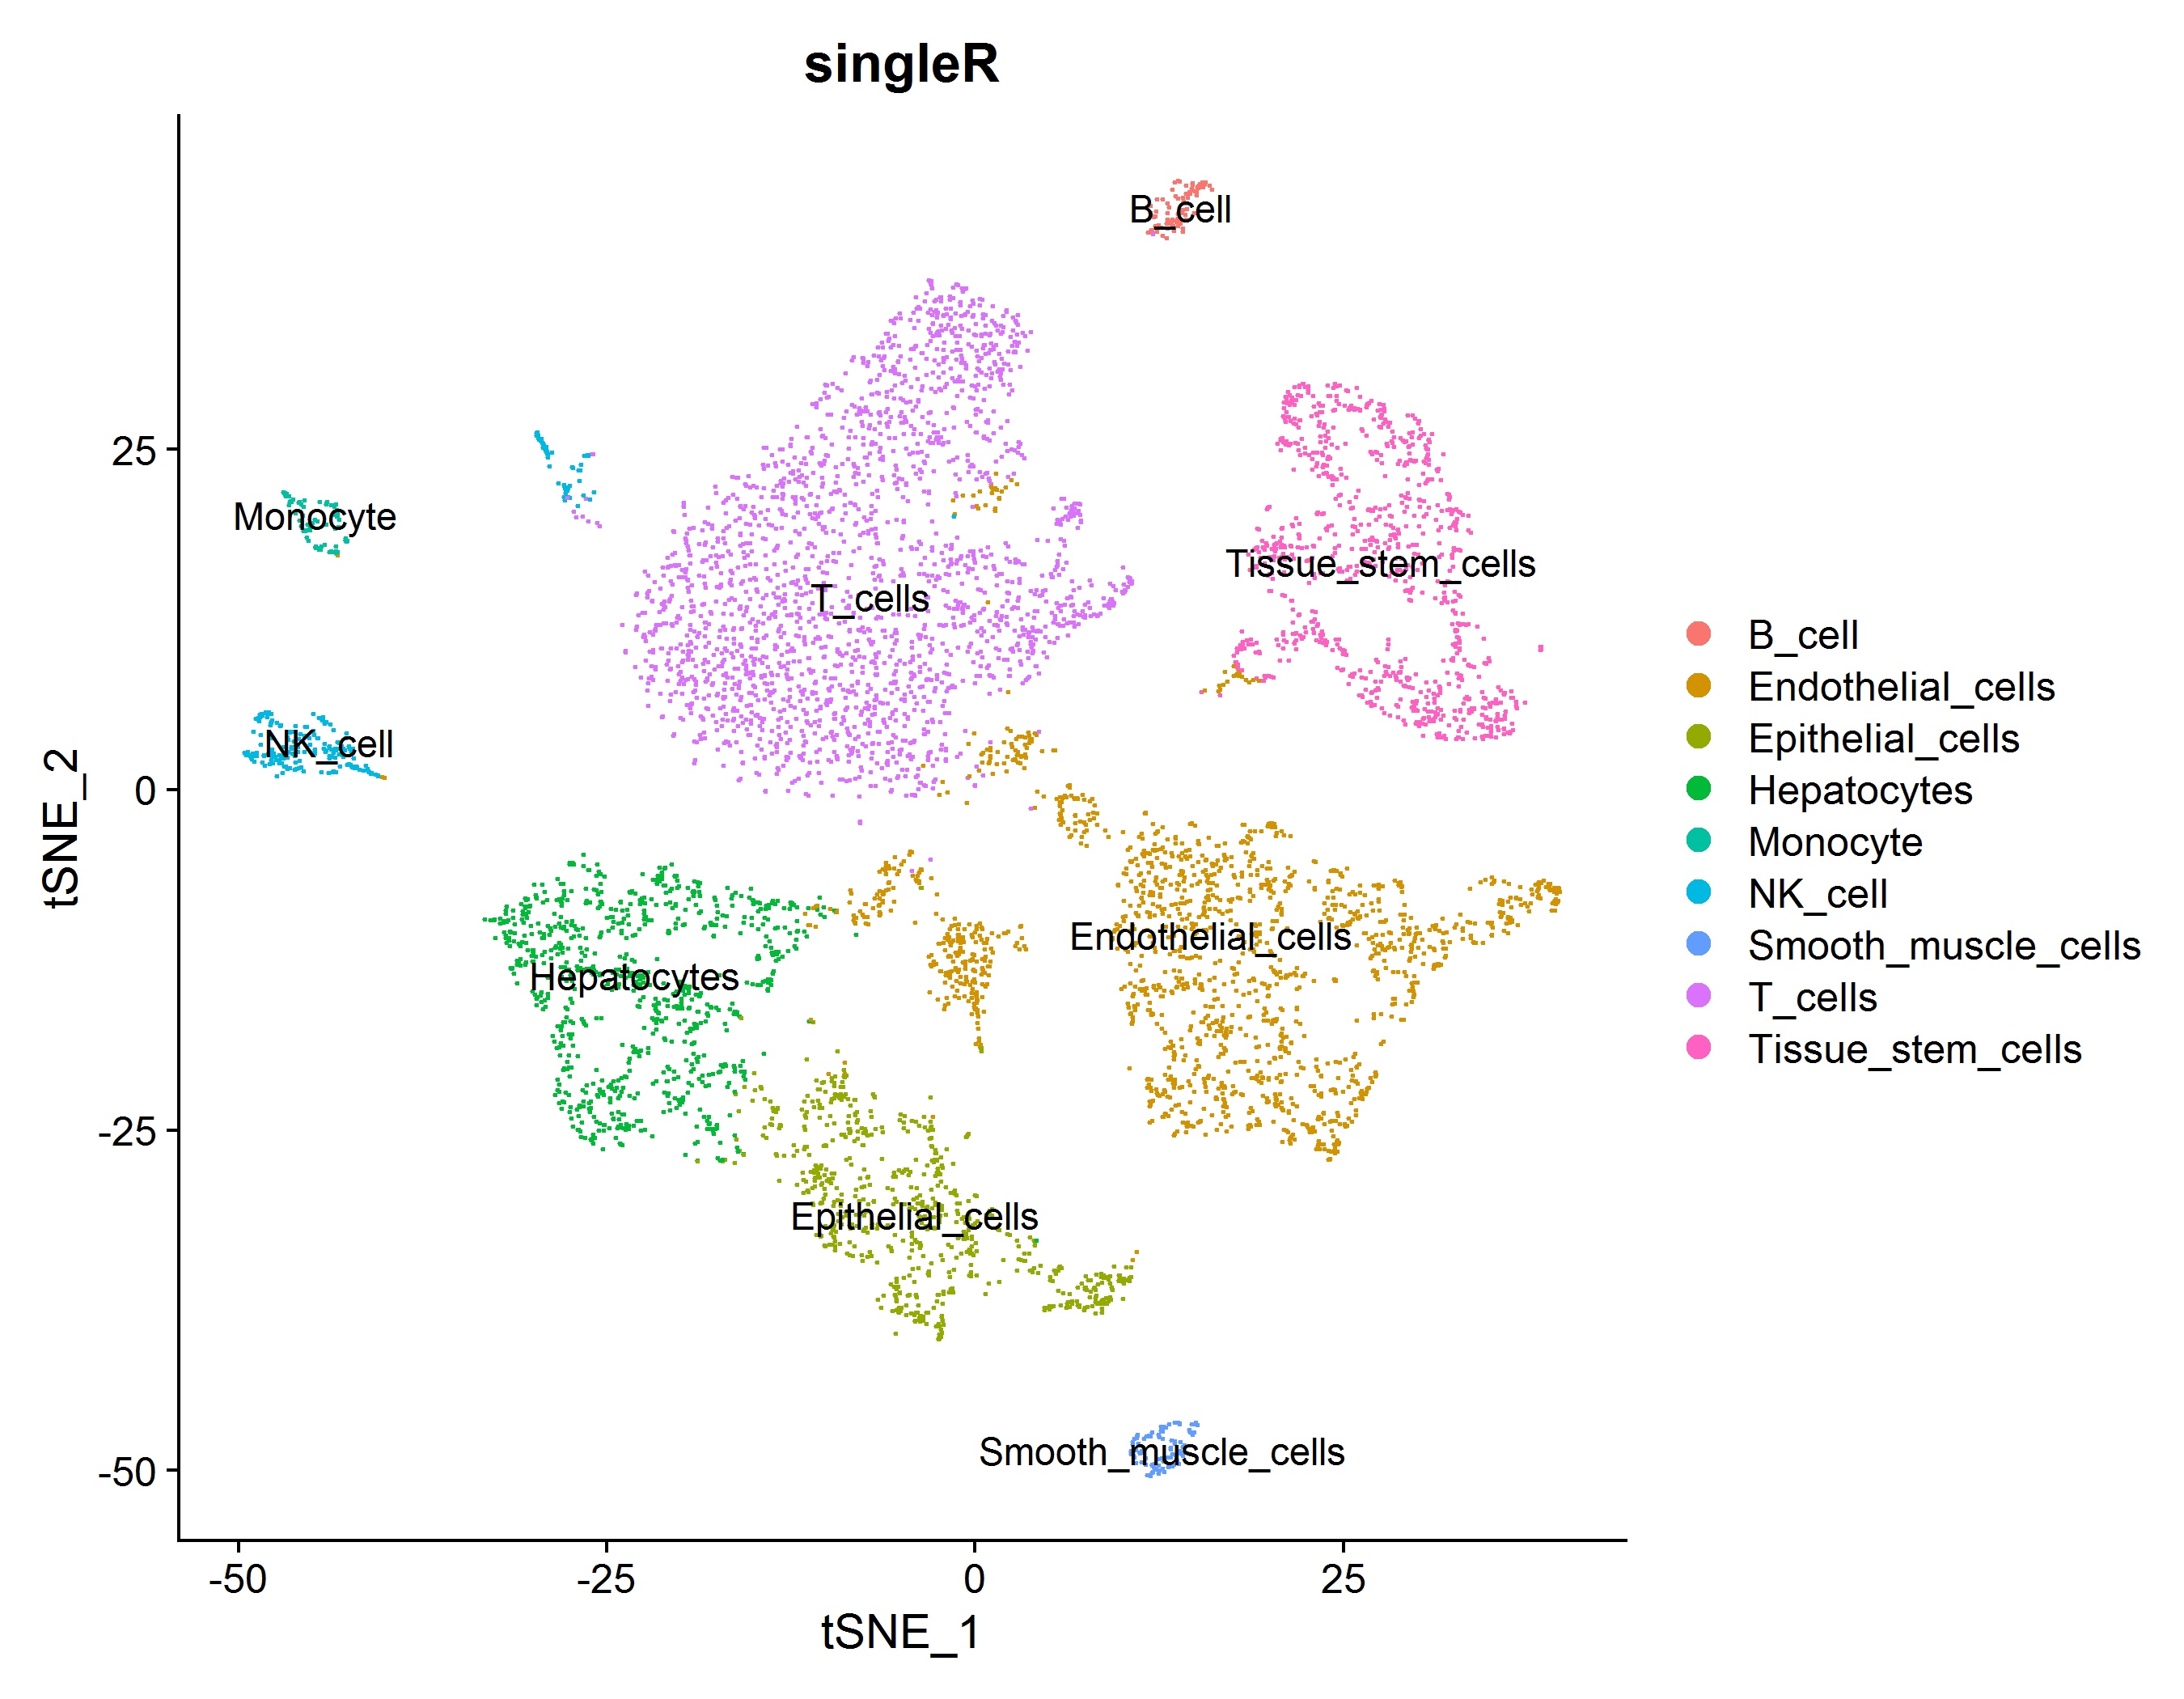 singleR
B_cell
25
Monocyte
Tissue_stem_cells
T_cells
NK_cell
tSNE_2
0
Endothelial_cells
Hepatocytes
-25
Epithelial_cells
Smooth_muscle_cells
-50
-50
-25
0
25
tSNE_1
B_cell
Endothelial_cells
Epithelial_cells
Hepatocytes
Monocyte
NK_cell
Smooth_muscle_cells
T_cells
Tissue_stem_cells